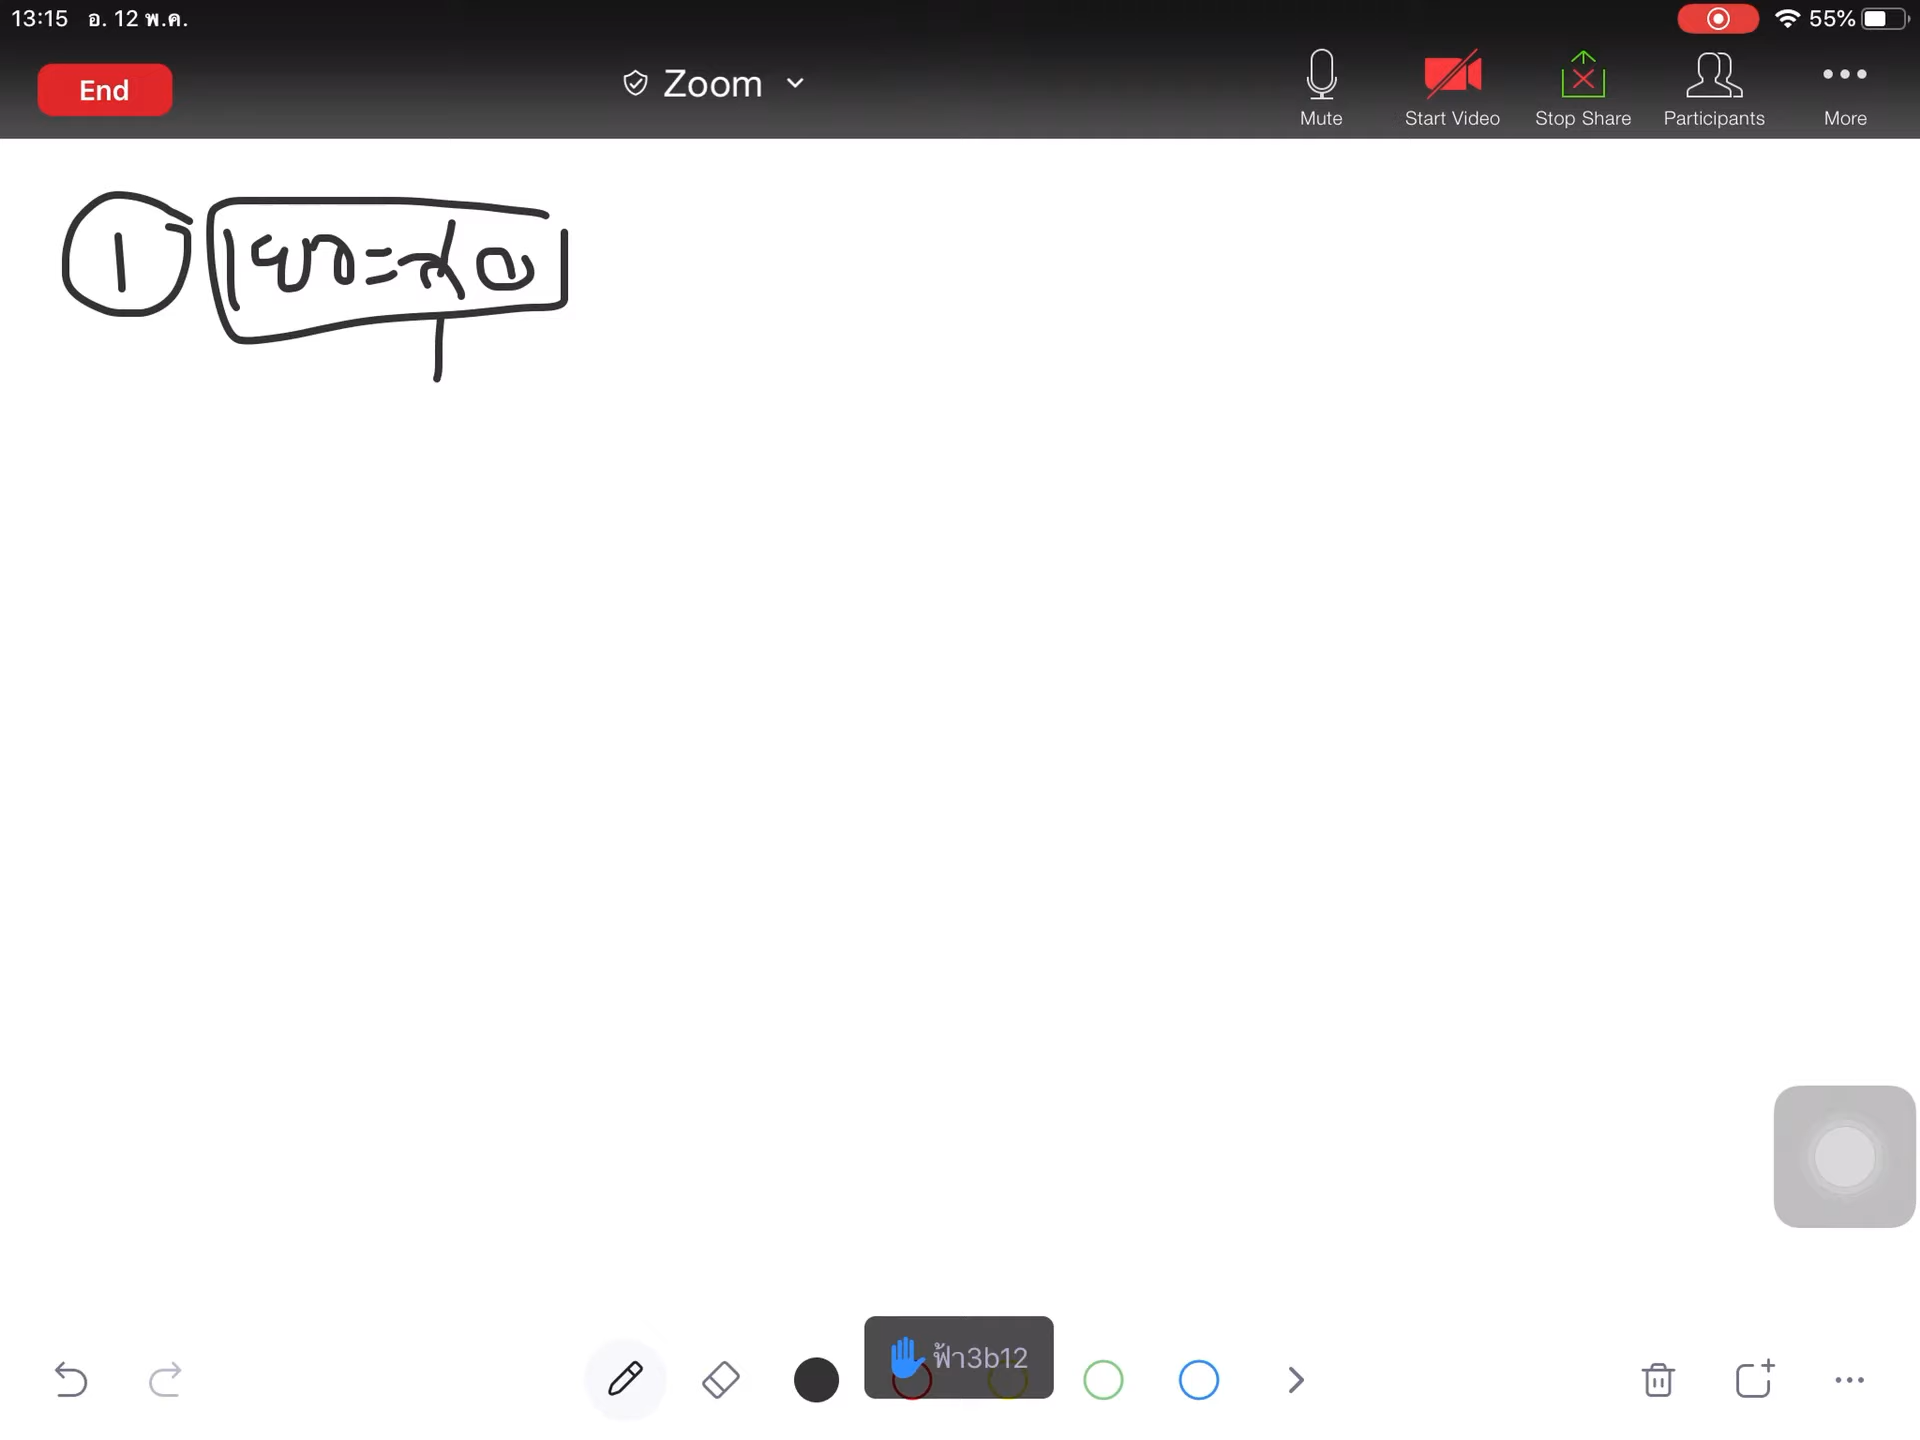 13:15 อ. 12 พ.ค. 55%
End Zoom Mute Start Video Stop Share Participants More
1
ฟ้า3b12